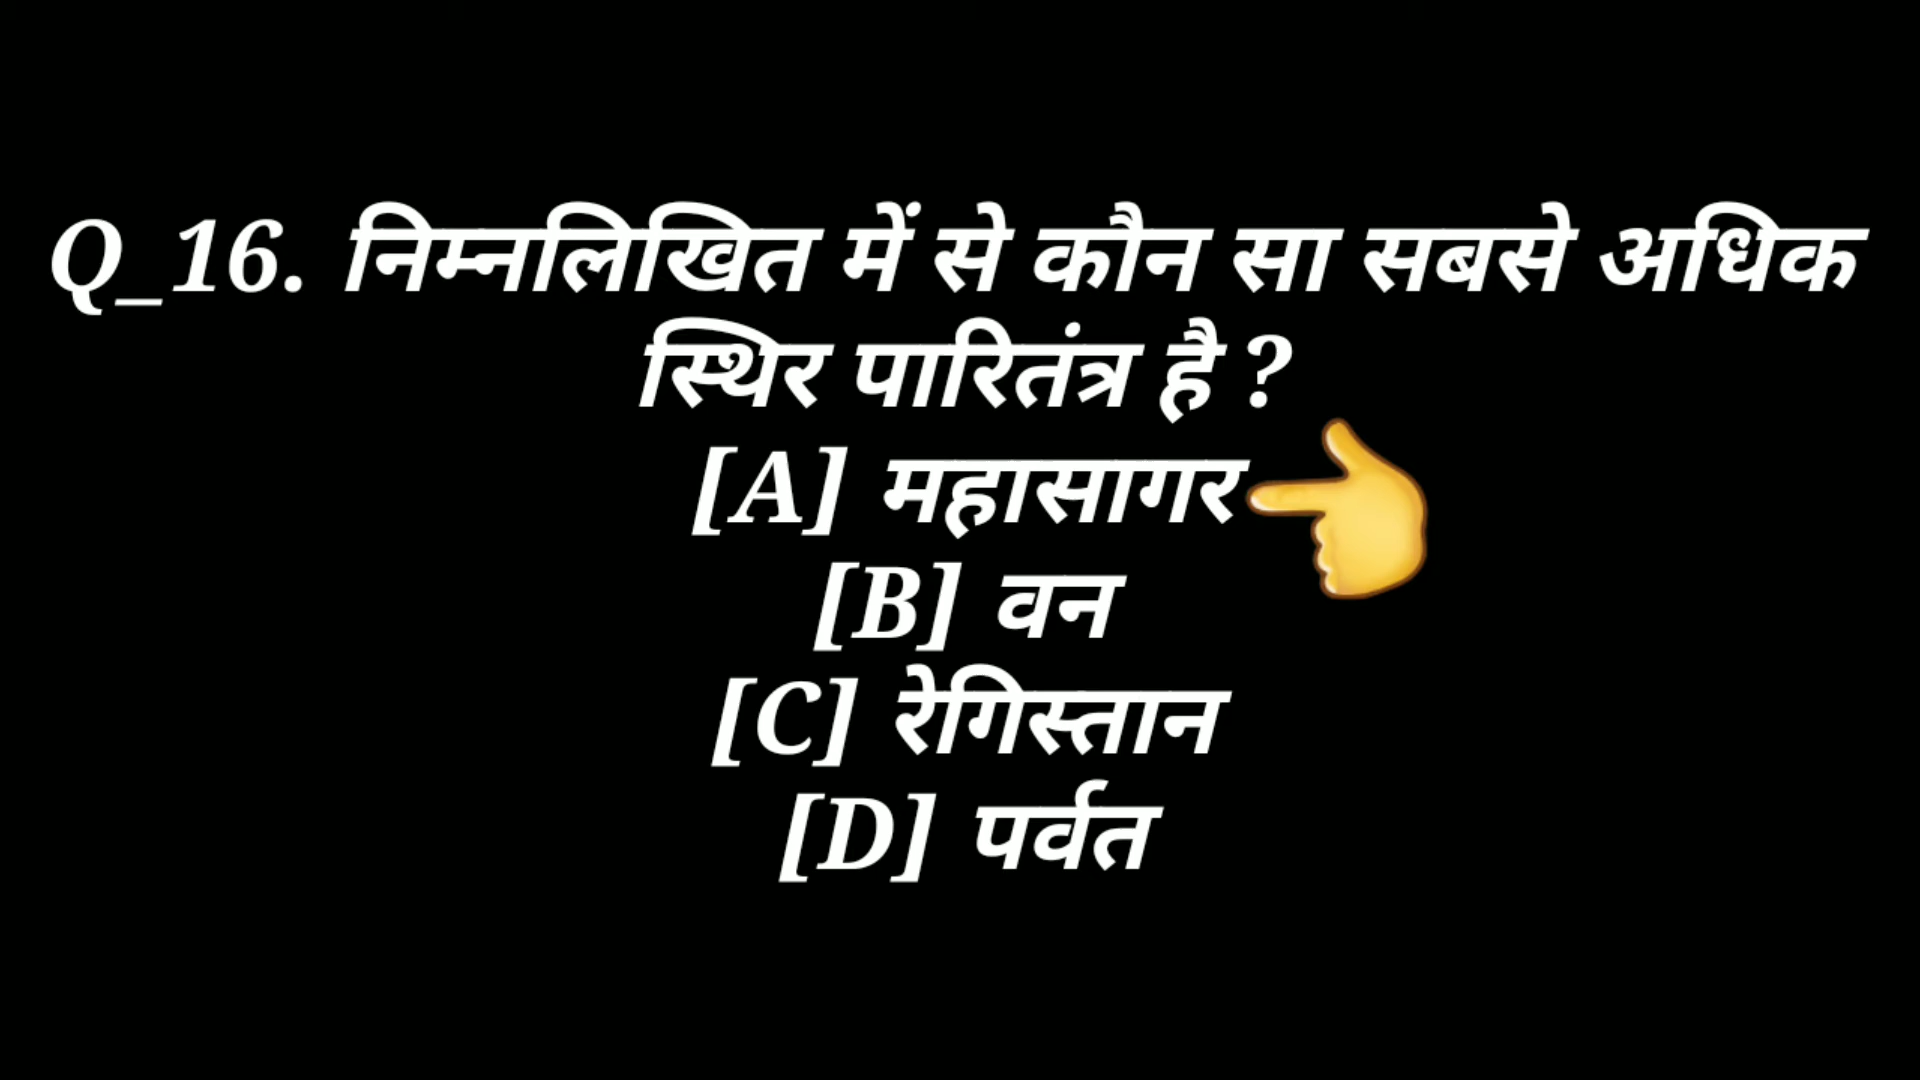 Q_16. निम्नलिखित में से कौन सा सबसे अधिक
स्थिर पारितंत्र है ?
[A] महासागर
[B] वन
[C] रेगिस्तान
[D] पर्वत